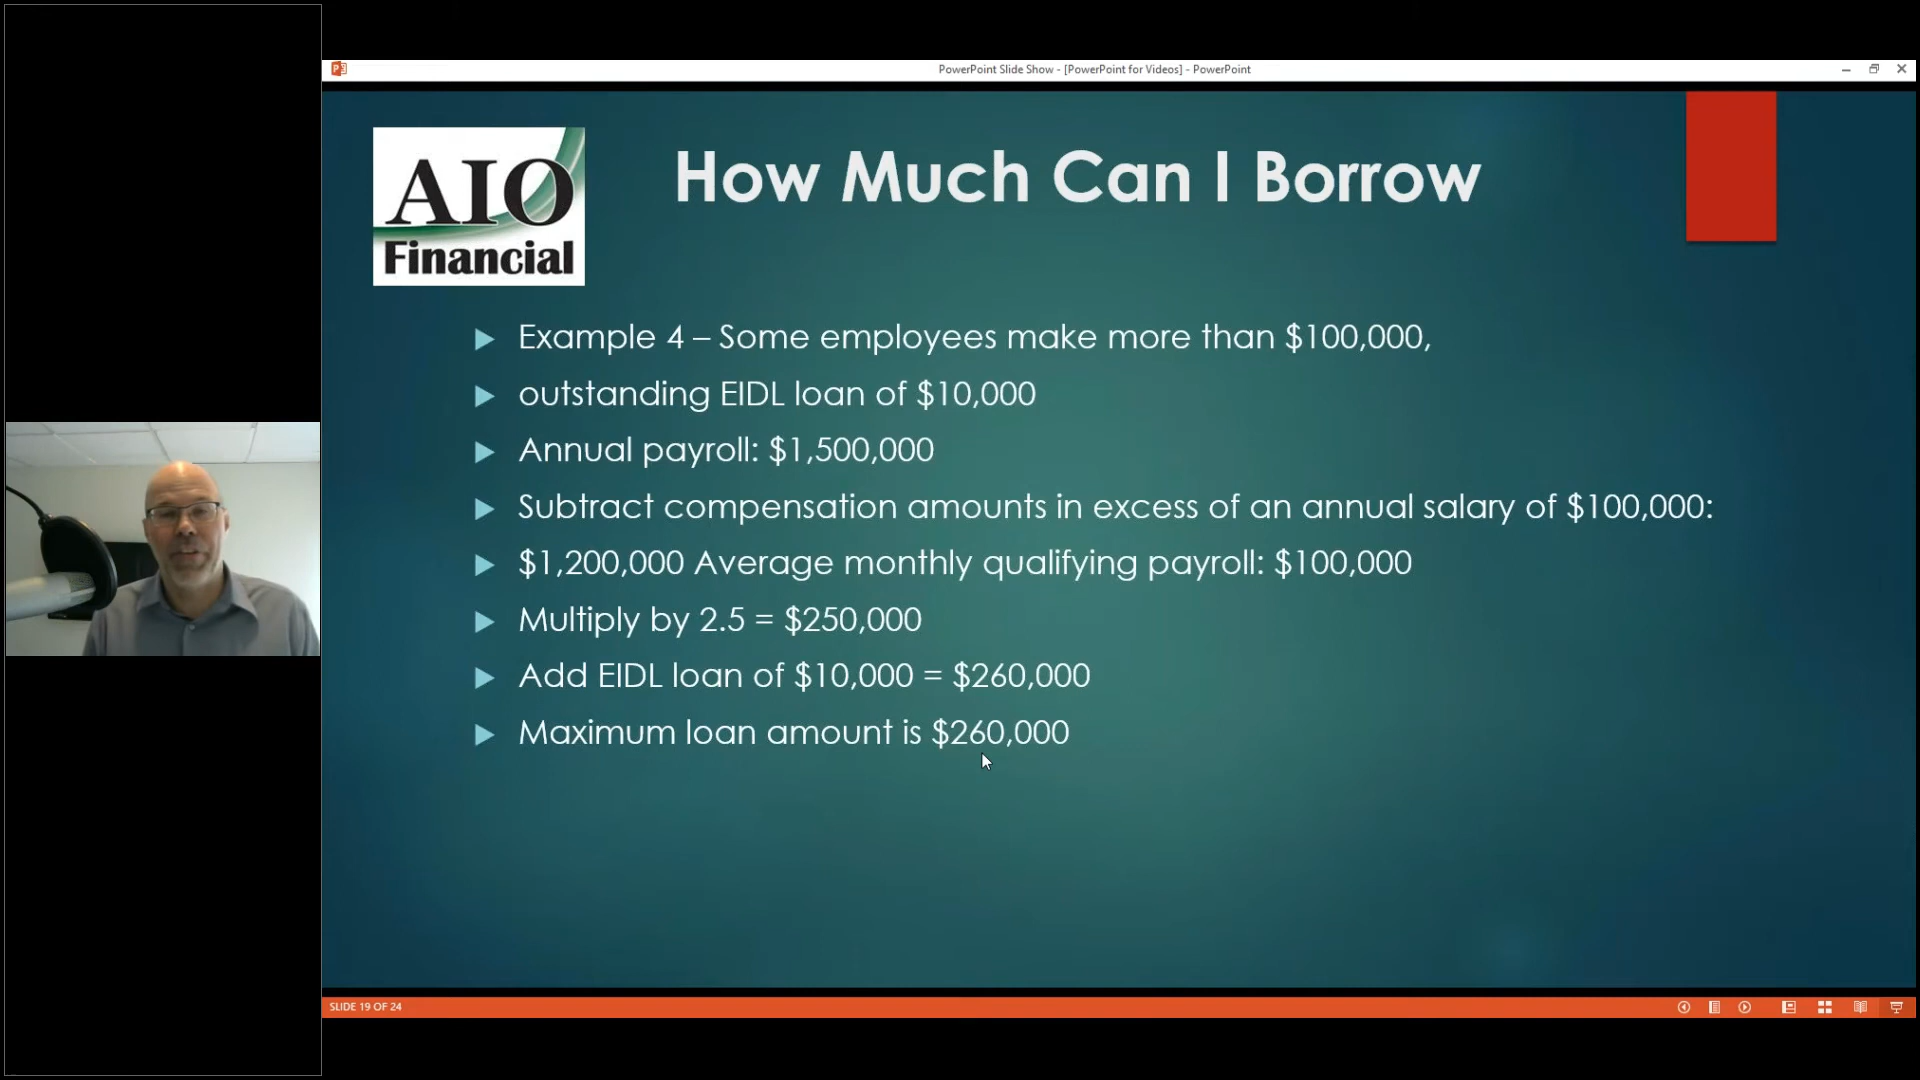 PowerPoint Slide Show - [PowerPoint for Videos] - PowerPoint
AIO
Financial
How Much Can I Borrow
Example 4 – Some employees make more than $100,000,
outstanding EIDL loan of $10,000
Annual payroll: $1,500,000
Subtract compensation amounts in excess of an annual salary of $100,000:
$1,200,000 Average monthly qualifying payroll: $100,000
Multiply by 2.5 = $250,000
Add EIDL loan of $10,000 = $260,000
Maximum loan amount is $260,000
SLIDE 19 OF 24